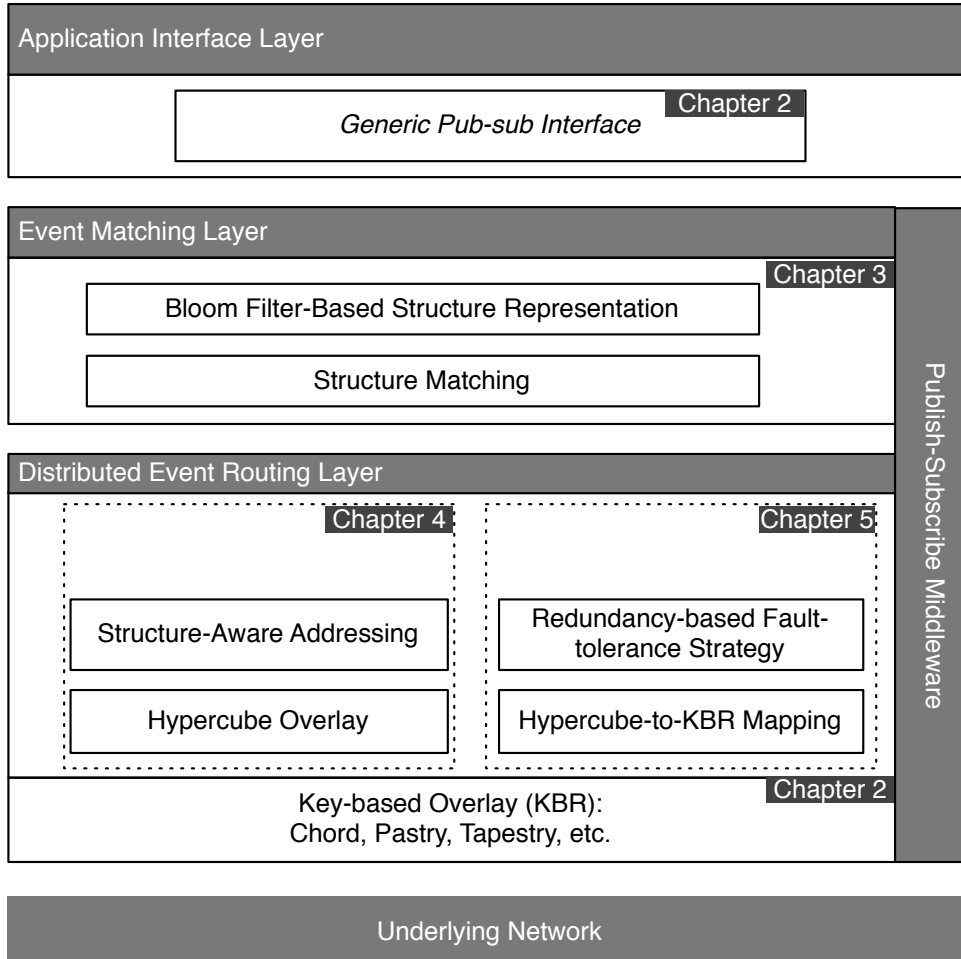 Application Interface Layer
Chapter 2
Generic Pub-sub Interface
Event Matching Layer
Chapter 3
Bloom Filter-Based Structure Representation
Structure Matching
Publish-Subscribe Middleware
Distributed Event Routing Layer
Chapter 4
Structure-Aware Addressing
Hypercube Overlay
Chapter 5
Redundancy-based Fault-
tolerance Strategy
Hypercube-to-KBR Mapping
Chapter 2
Key-based Overlay (KBR):
Chord, Pastry, Tapestry, etc.
Underlying Network